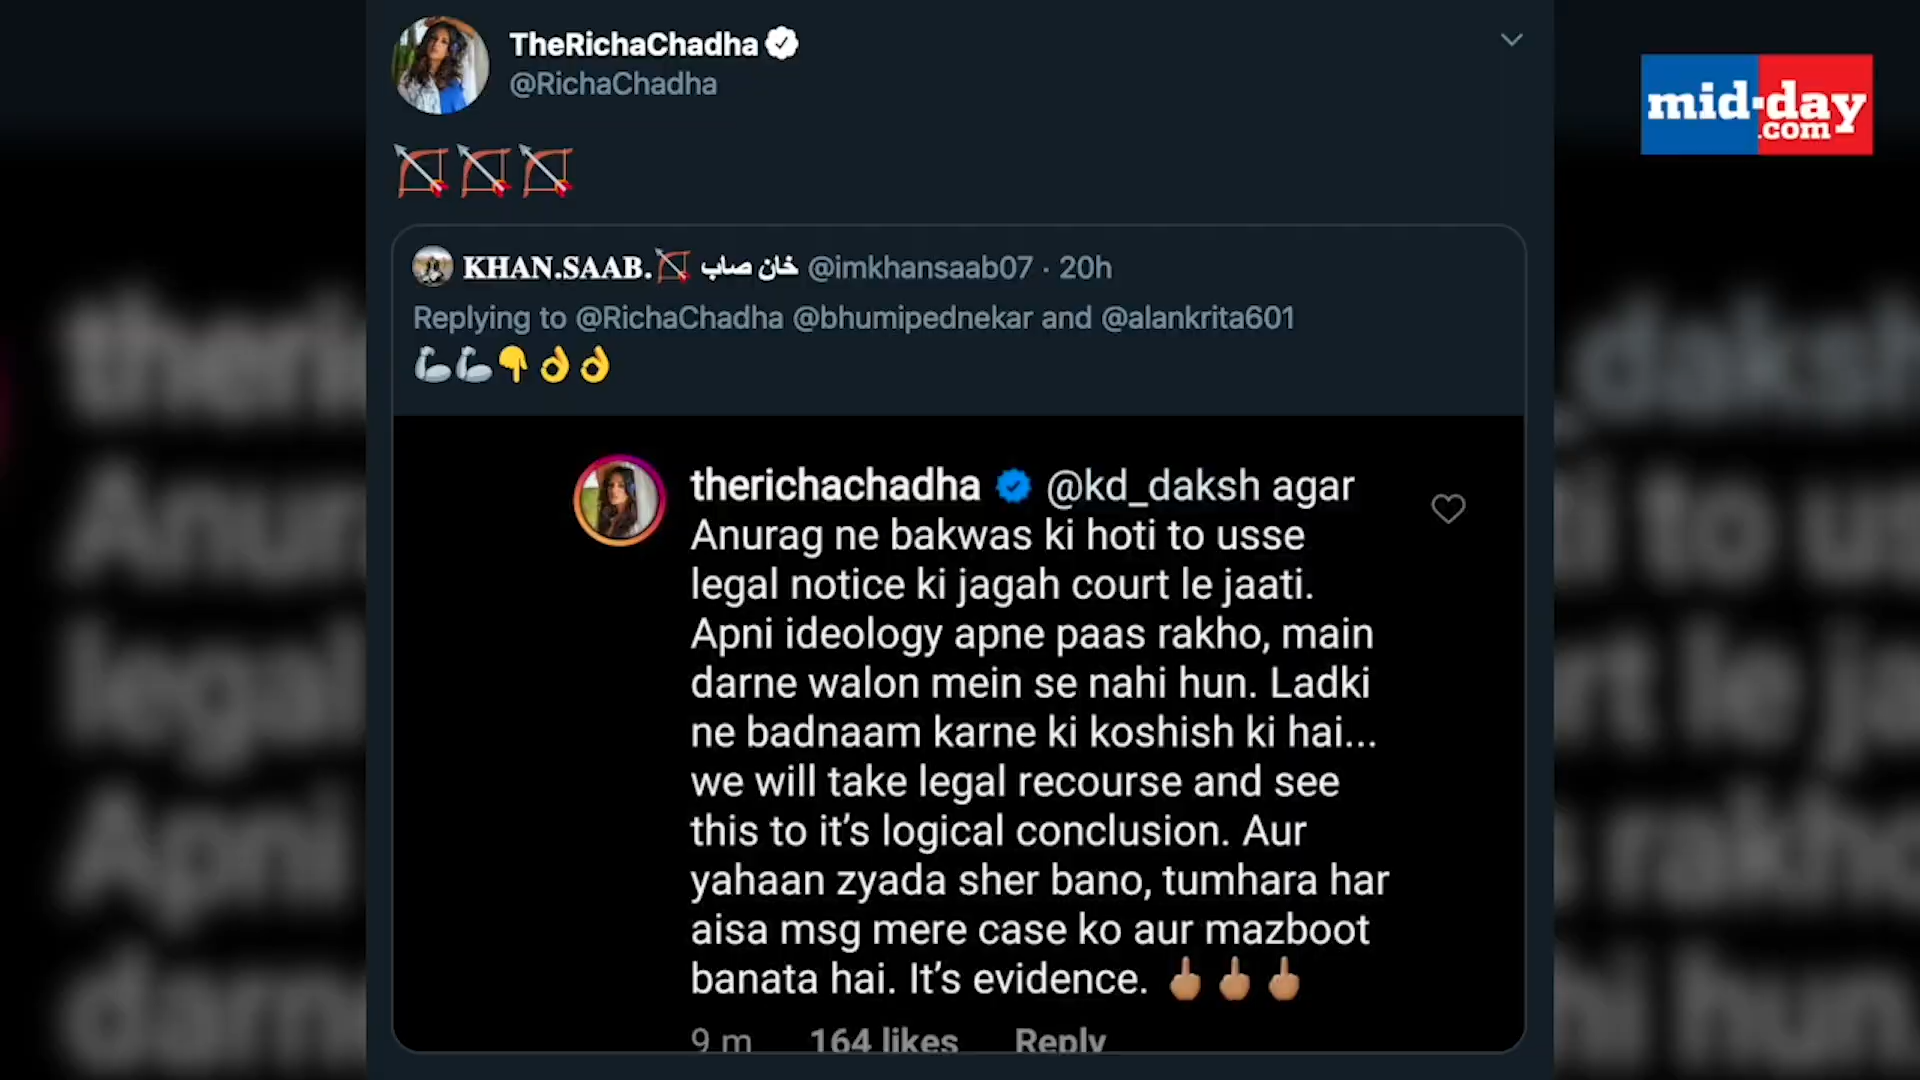 TheRichaChadha
@RichaChadha
mid-day
.com
KHAN.SAAB. خان صاب @imkhansaab07 · 20h
Replying to @RichaChadha @bhumipednekar and @alankrita601
therichachadha @kd_daksh agar
Anurag ne bakwas ki hoti to usse
legal notice ki jagah court le jaati.
Apni ideology apne paas rakho, main
darne walon mein se nahi hun. Ladki
ne badnaam karne ki koshish ki hai...
we will take legal recourse and see
this to it's logical conclusion. Aur
yahaan zyada sher bano, tumhara har
aisa msg mere case ko aur mazboot
banata hai. It's evidence.
9 m 164 likes Reply